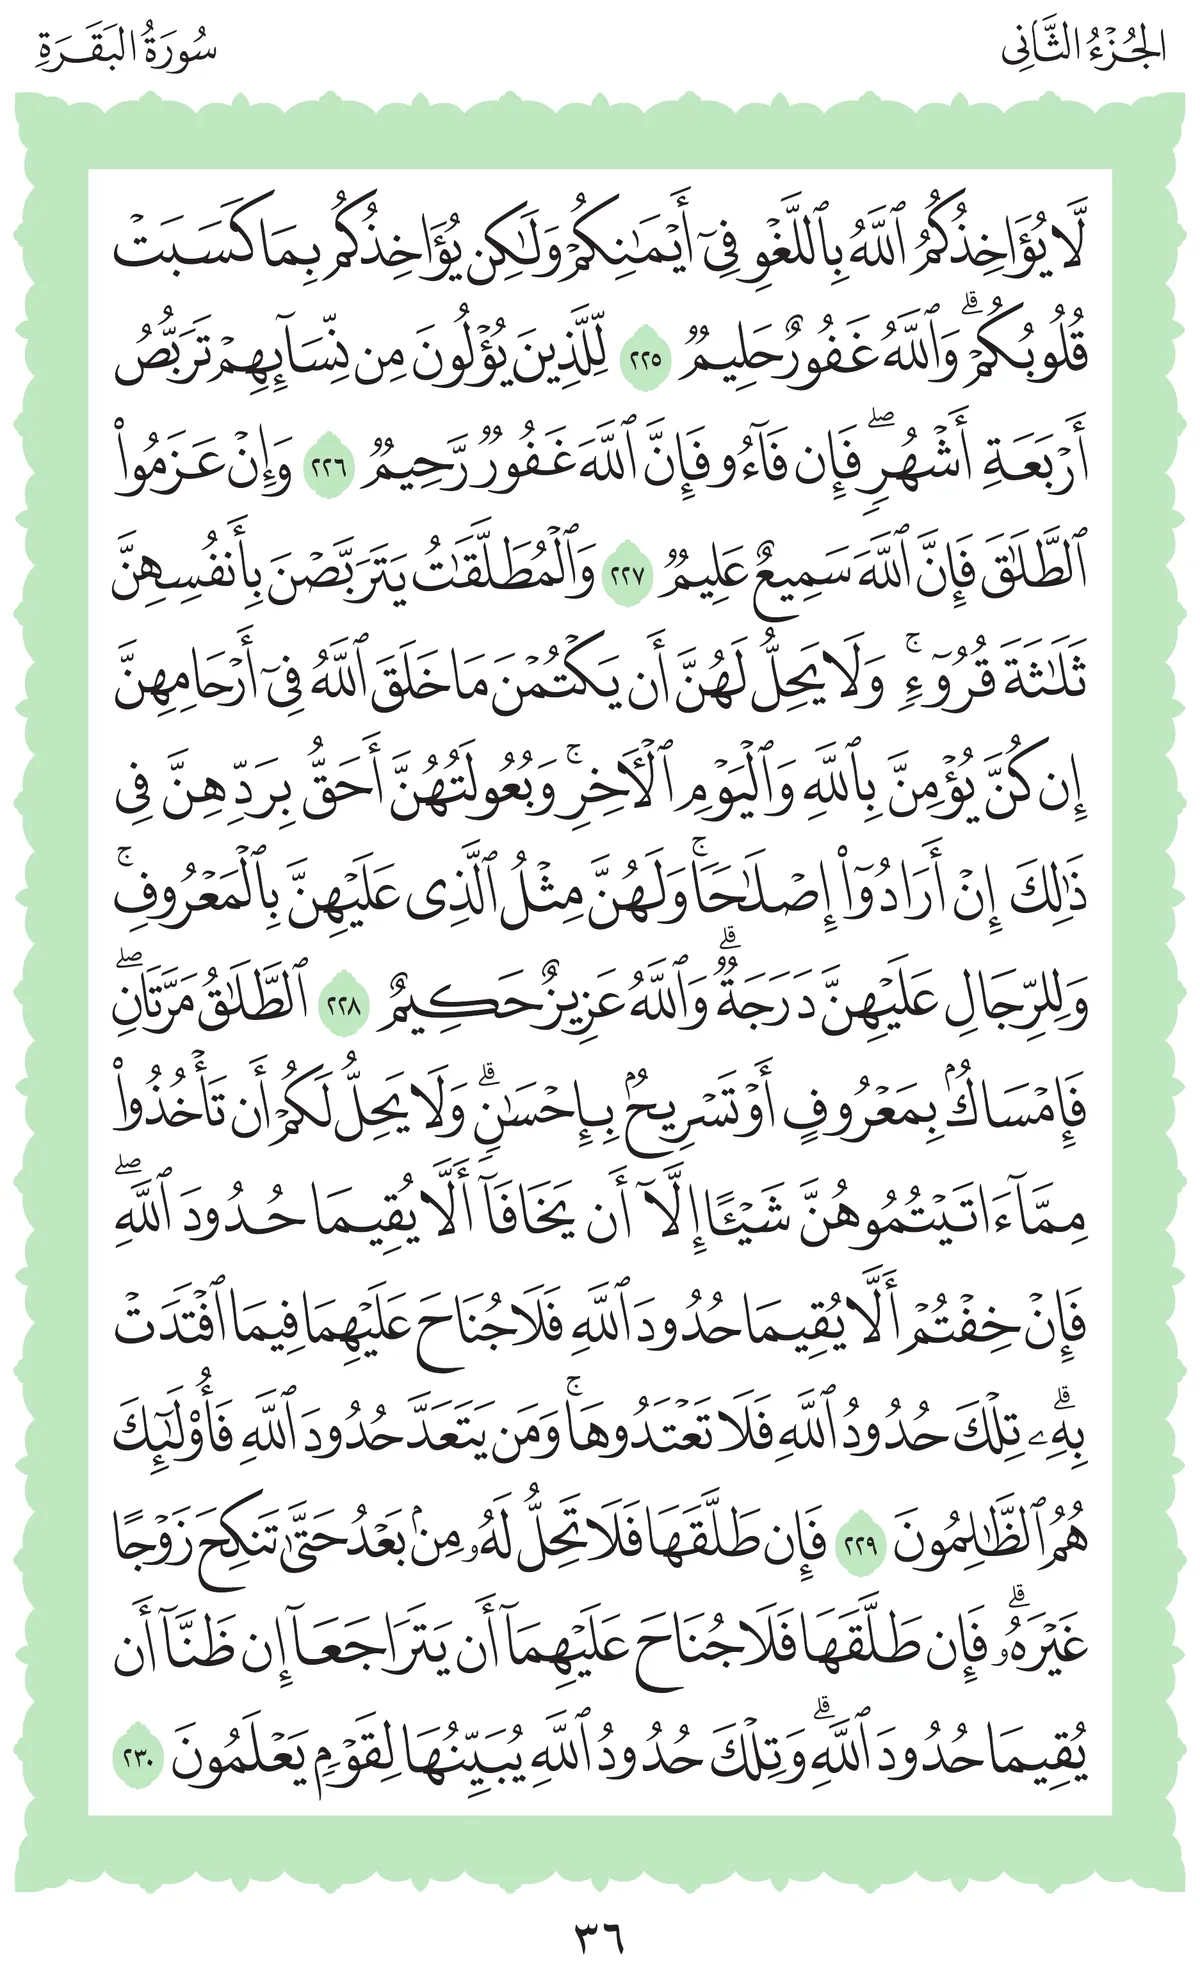 الجُزْءُ الثَّانِي
سُورَةُ البَقَرَةِ
لَّا يُؤَاخِذُكُمُ ٱللَّهُ بِٱللَّغْوِ فِىٓ أَيْمَٰنِكُمْ وَلَٰكِن يُؤَاخِذُكُم بِمَا كَسَبَتْ
قُلُوبُكُمْۗ وَٱللَّهُ غَفُورٌ حَلِيمٌ ٢٢٥ لِّلَّذِينَ يُؤْلُونَ مِن نِّسَآئِهِمْ تَرَبُّصُ
أَرْبَعَةِ أَشْهُرٍۖ فَإِن فَآءُو فَإِنَّ ٱللَّهَ غَفُورٌ رَّحِيمٌ ٢٢٦ وَإِنْ عَزَمُوا۟
ٱلطَّلَٰقَ فَإِنَّ ٱللَّهَ سَمِيعٌ عَلِيمٌ ٢٢٧ وَٱلْمُطَلَّقَٰتُ يَتَرَبَّصْنَ بِأَنفُسِهِنَّ
ثَلَٰثَةَ قُرُوٓءٍۚ وَلَا يَحِلُّ لَهُنَّ أَن يَكْتُمْنَ مَا خَلَقَ ٱللَّهُ فِىٓ أَرْحَامِهِنَّ
إِن كُنَّ يُؤْمِنَّ بِٱللَّهِ وَٱلْيَوْمِ ٱلْأَخِرِۚ وَبُعُولَتُهُنَّ أَحَقُّ بِرَدِّهِنَّ فِى
ذَٰلِكَ إِنْ أَرَادُوٓا۟ إِصْلَٰحًاۚ وَلَهُنَّ مِثْلُ ٱلَّذِى عَلَيْهِنَّ بِٱلْمَعْرُوفِۚ
وَلِلرِّجَالِ عَلَيْهِنَّ دَرَجَةٌۗ وَٱللَّهُ عَزِيزٌ حَكِيمٌ ٢٢٨ ٱلطَّلَٰقُ مَرَّتَانِۖ
فَإِمْسَاكٌۢ بِمَعْرُوفٍ أَوْ تَسْرِيحٌۢ بِإِحْسَٰنٍۗ وَلَا يَحِلُّ لَكُمْ أَن تَأْخُذُوا۟
مِمَّآ ءَاتَيْتُمُوهُنَّ شَيْـًٔا إِلَّآ أَن يَخَافَآ أَلَّا يُقِيمَا حُدُودَ ٱللَّهِۖ
فَإِنْ خِفْتُمْ أَلَّا يُقِيمَا حُدُودَ ٱللَّهِ فَلَا جُنَاحَ عَلَيْهِمَا فِيمَا ٱفْتَدَتْ
بِهِۦۗ تِلْكَ حُدُودُ ٱللَّهِ فَلَا تَعْتَدُوهَاۚ وَمَن يَتَعَدَّ حُدُودَ ٱللَّهِ فَأُو۟لَٰٓئِكَ
هُمُ ٱلظَّٰلِمُونَ ٢٢٩ فَإِن طَلَّقَهَا فَلَا تَحِلُّ لَهُۥ مِنۢ بَعْدُ حَتَّىٰ تَنكِحَ زَوْجًا
غَيْرَهُۥۗ فَإِن طَلَّقَهَا فَلَا جُنَاحَ عَلَيْهِمَآ أَن يَتَرَاجَعَآ إِن ظَنَّآ أَن
يُقِيمَا حُدُودَ ٱللَّهِۗ وَتِلْكَ حُدُودُ ٱللَّهِ يُبَيِّنُهَا لِقَوْمٍ يَعْلَمُونَ ٢٣٠
٣٦